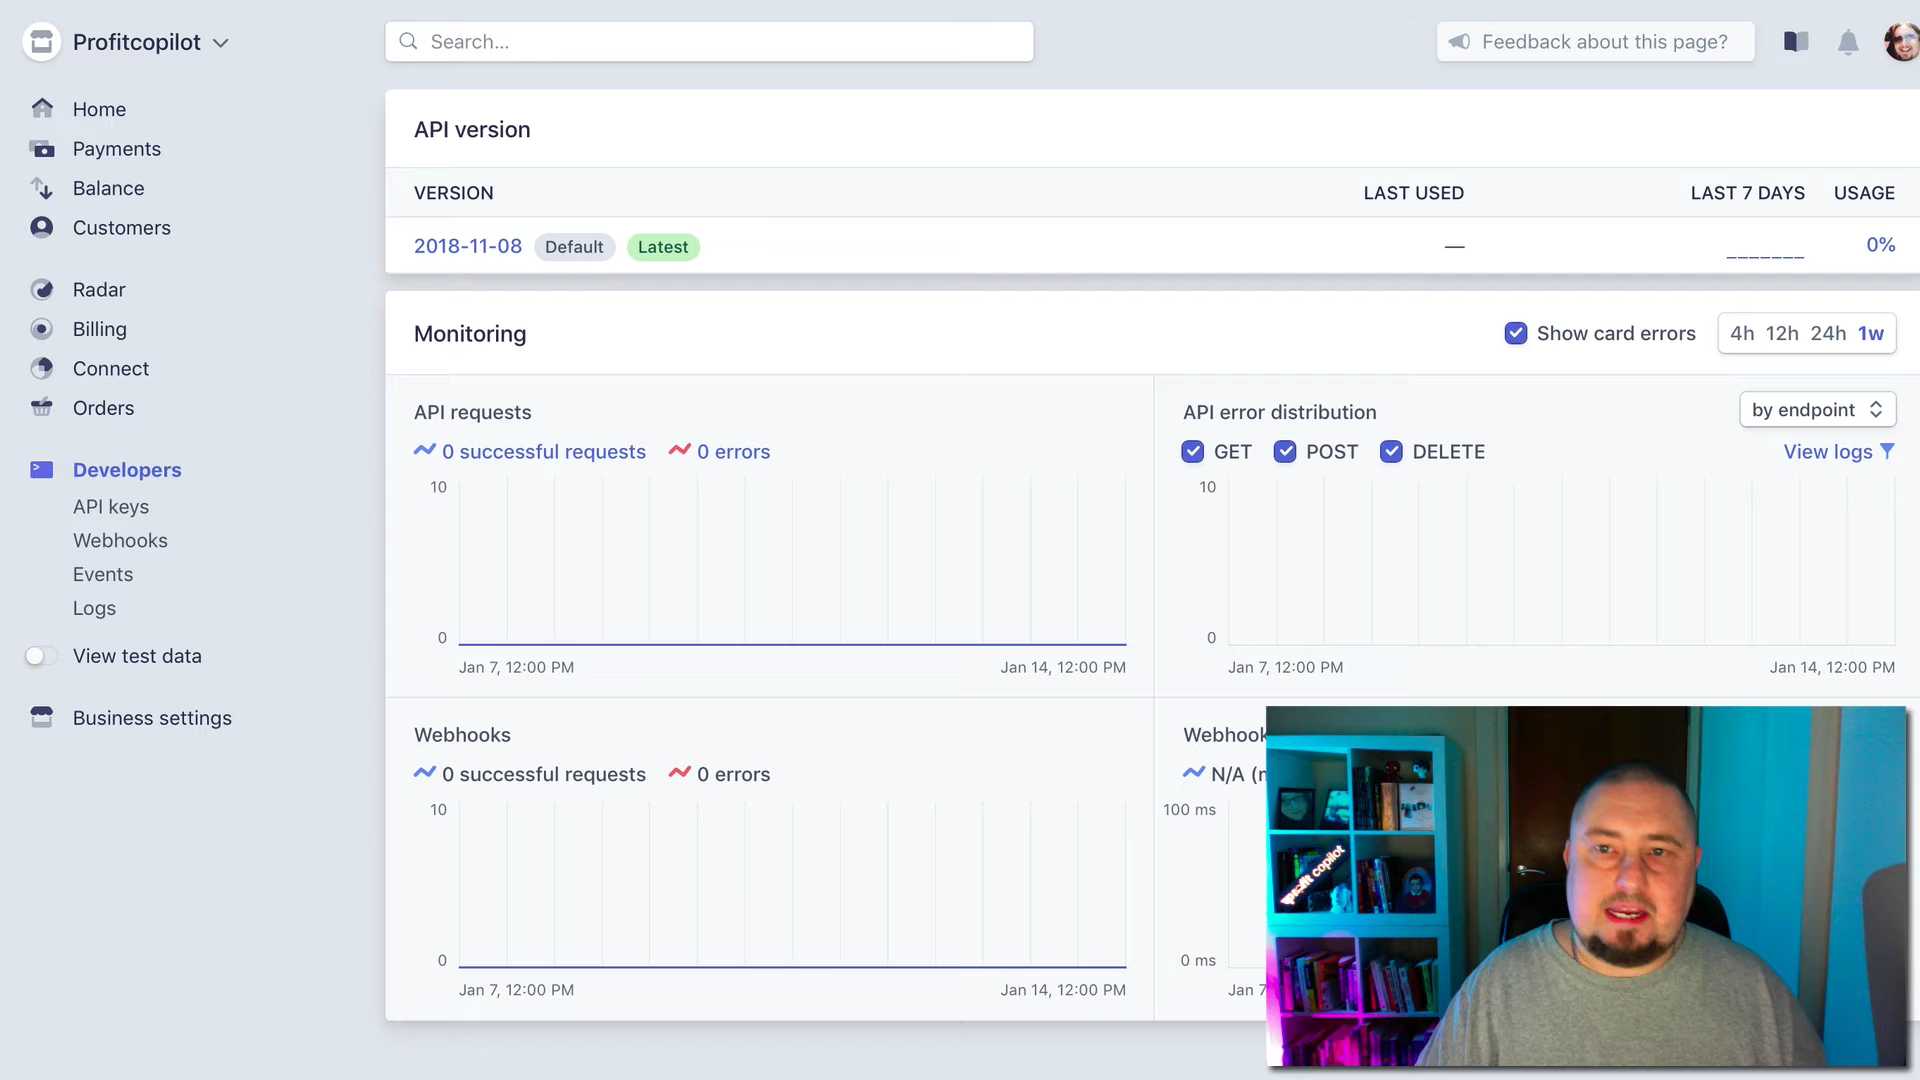 Profitcopilot
Search...
Feedback about this page?
Home
Payments
Balance
Customers
Radar
Billing
Connect
Orders
Developers
API keys
Webhooks
Events
Logs
View test data
Business settings
API version
VERSION LAST USED LAST 7 DAYS USAGE
2018-11-08 Default Latest — 0%
Monitoring
Show card errors 4h 12h 24h 1w
API requests
0 successful requests 0 errors
10
0
Jan 7, 12:00 PM Jan 14, 12:00 PM
API error distribution
by endpoint
GET POST DELETE View logs
10
0
Jan 7, 12:00 PM Jan 14, 12:00 PM
Webhooks
0 successful requests 0 errors
10
0
Jan 7, 12:00 PM Jan 14, 12:00 PM
Webhook
N/A (n
100 ms
0 ms
Jan 7
profit copilot